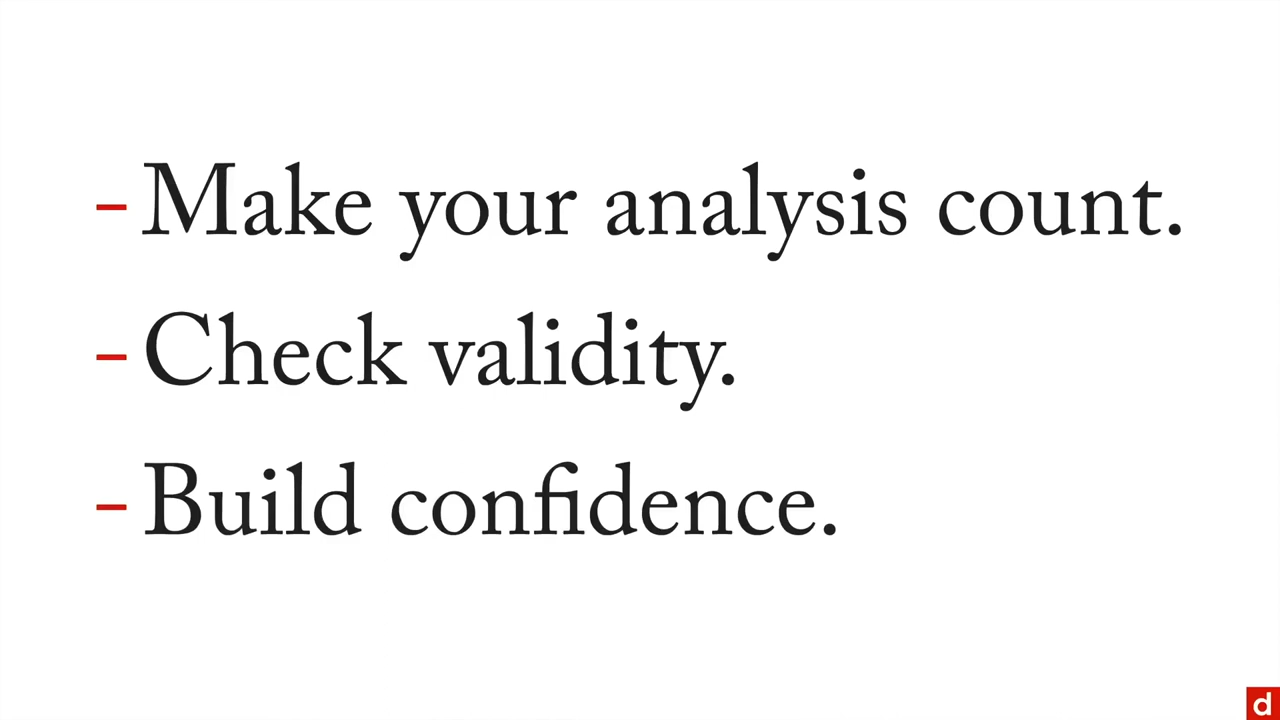 - Make your analysis count.
- Check validity.
- Build confidence.
d